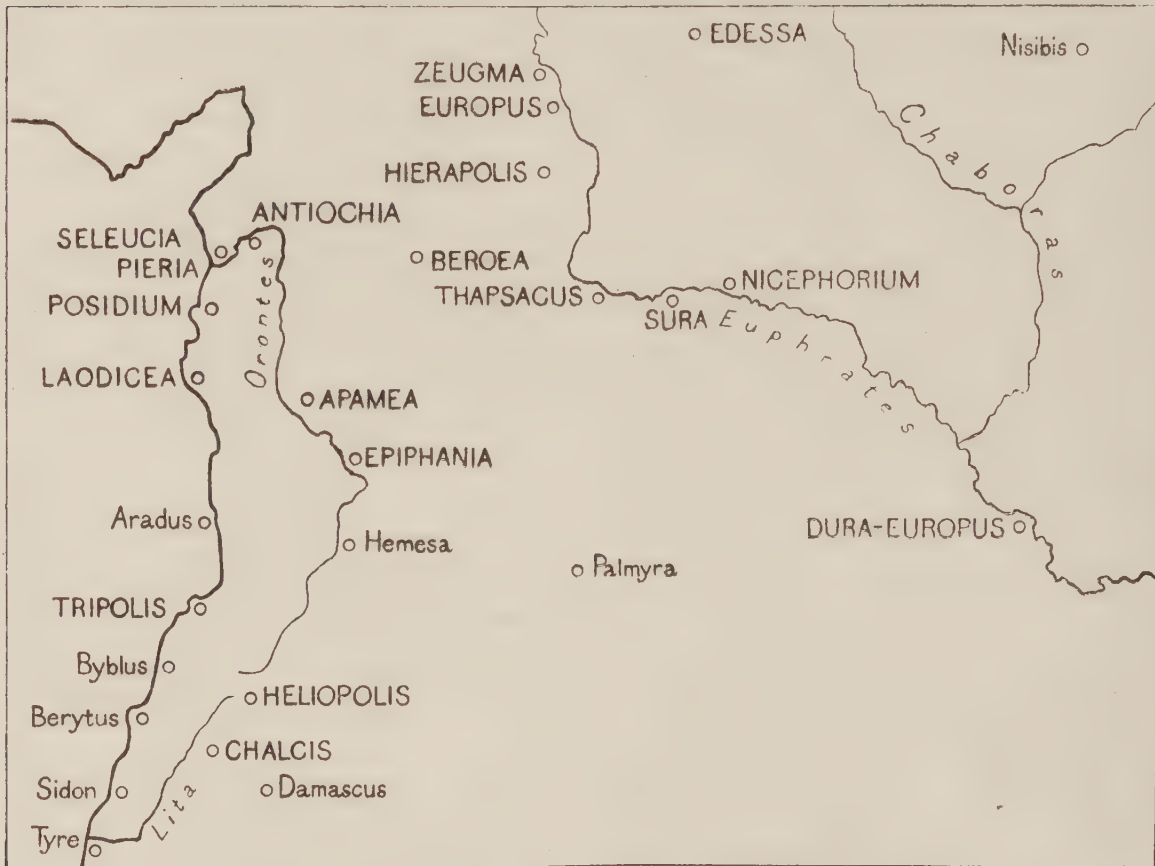 EDESSA
Nisibis
ZEUGMA
EUROPUS
Chaboras
HIERAPOLIS
ANTIOCHIA
SELEUCIA
PIERIA
BEROEA
NICEPHORIUM
THAPSACUS
SURA
Euphrates
POSIDIUM
Orontes
LAODICEA
APAMEA
EPIPHANIA
Aradus
DURA-EUROPUS
Hemesa
Palmyra
TRIPOLIS
Byblus
HELIOPOLIS
Berytus
CHALCIS
Sidon
Damascus
Lita
Tyre